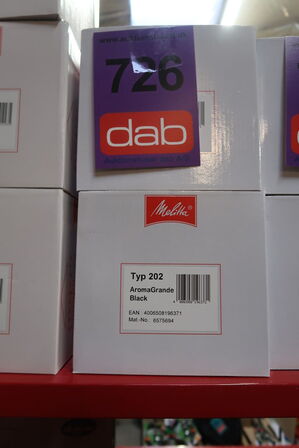 726
dab
Melitta
Typ 202
AromaGrande
Black
EAN : 4006508196371
Mat.-No.: 6575694